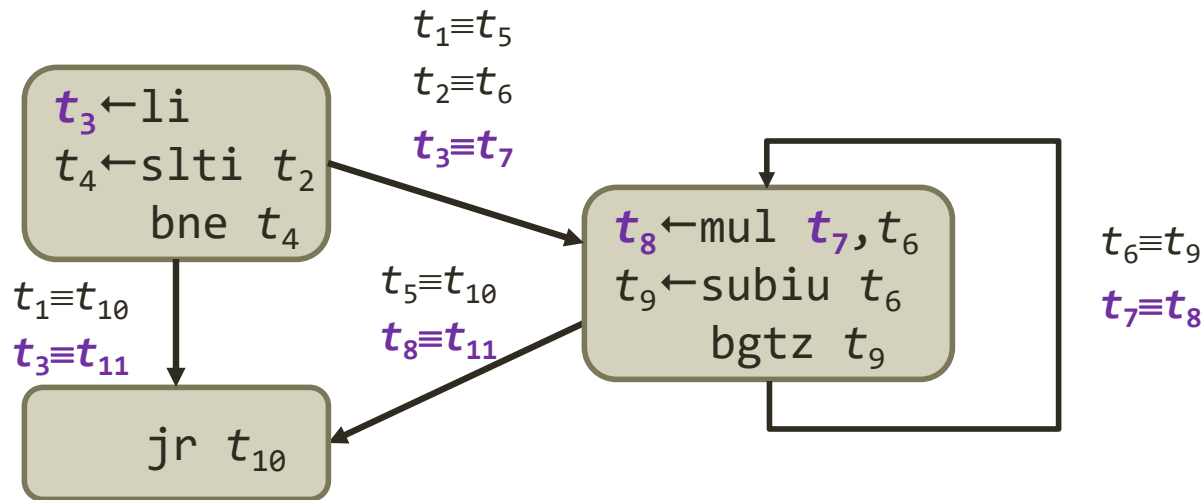 t₁≡t₅
t₂≡t₆
t₃≡t₇
t₃←li
t₄←slti t₂
bne t₄
t₈←mul t₇,t₆
t₉←subiu t₆
bgtz t₉
t₆≡t₉
t₇≡t₈
t₁≡t₁₀
t₃≡t₁₁
t₅≡t₁₀
t₈≡t₁₁
jr t₁₀